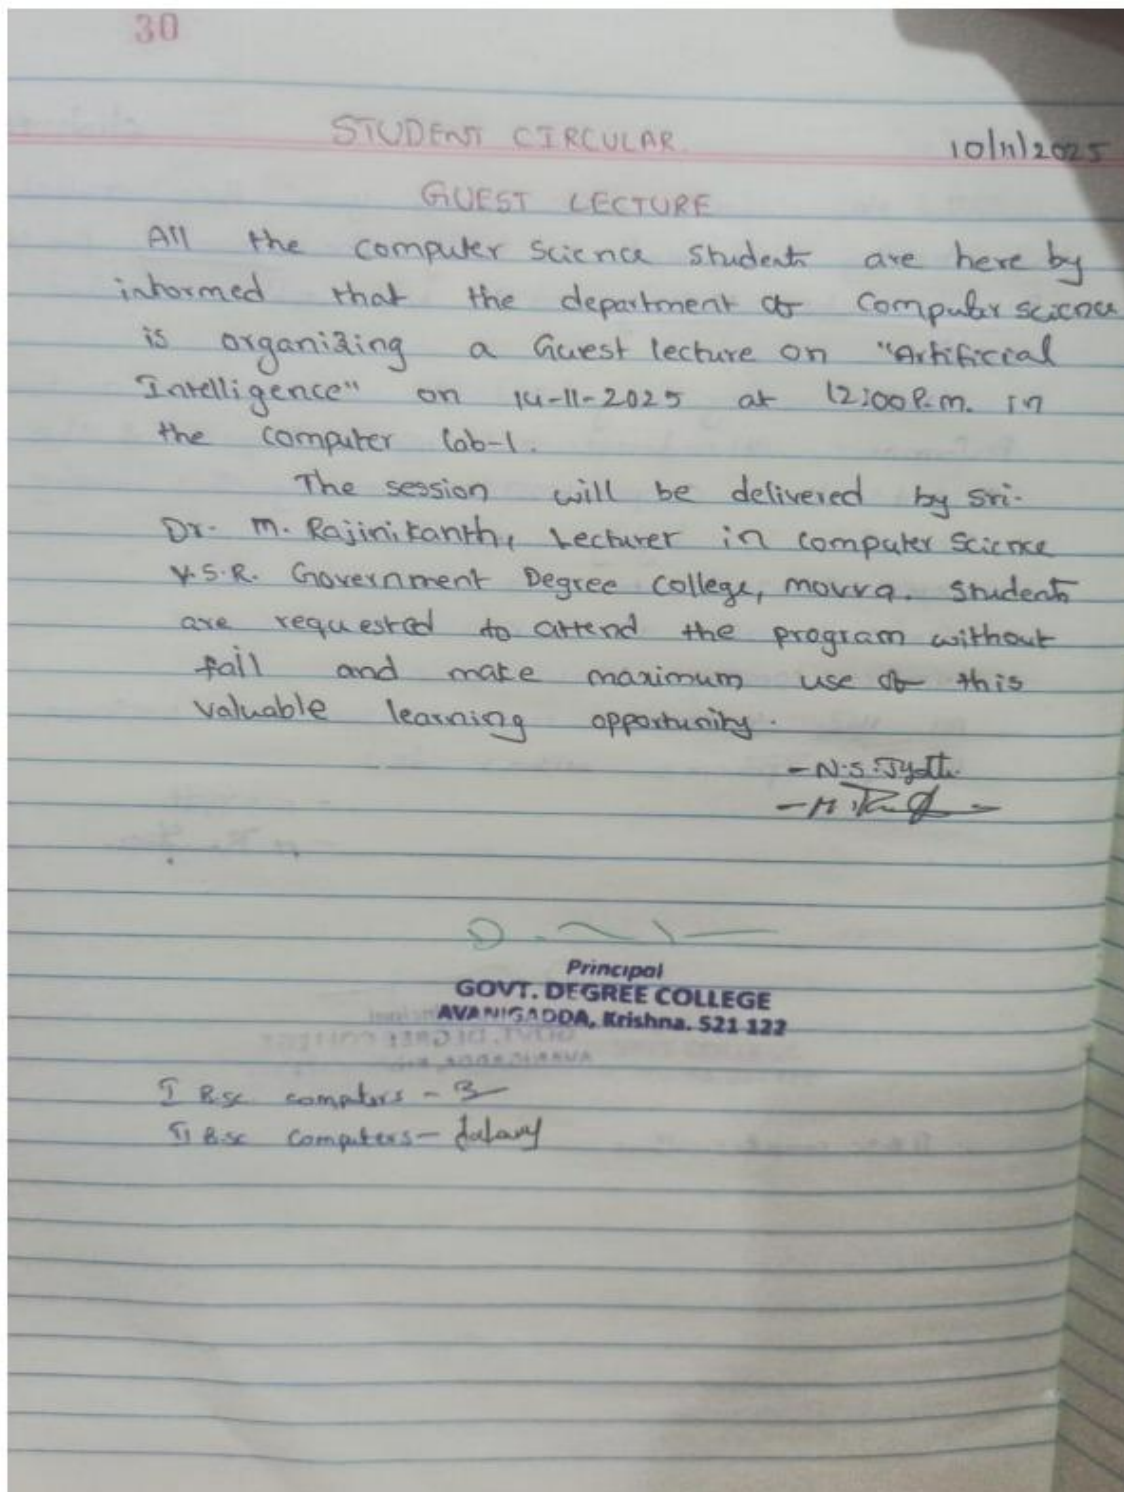 30
STUDENT CIRCULAR
10/11/2025
GUEST LECTURE
All the computer science students are here by
informed that the department of Computer science
is organizing a Guest lecture on "Artificial
Intelligence" on 14-11-2025 at 12:00 P.m. in
the computer lab-1.
The session will be delivered by Sri.
Dr. M. Rajinikanth, Lecturer in computer Science
V.S.R. Government Degree College, Movva. Students
are requested to attend the program without
fail and make maximum use of this
valuable learning opportunity.
- N.S. Jyothi
- M.
Principal
GOVT. DEGREE COLLEGE
AVANIGADDA, Krishna. 521 122
I B.sc computers -
II B.sc Computers -